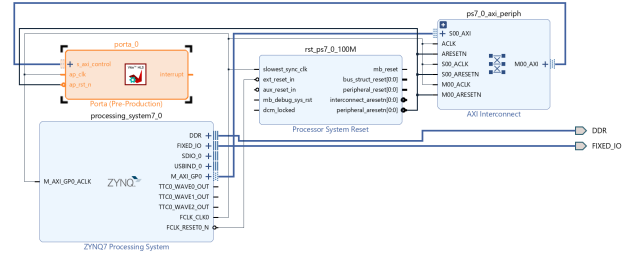 ps7_0_axi_periph
porta_0
S00_AXI
ACLK
ARESETN
S00_ACLK
S00_ARESETN
M00_ACLK
M00_ARESETN
M00_AXI
AXI Interconnect
rst_ps7_0_100M
slowest_sync_clk
ext_reset_in
aux_reset_in
mb_debug_sys_rst
dcm_locked
mb_reset
bus_struct_reset[0:0]
peripheral_reset[0:0]
interconnect_aresetn[0:0]
peripheral_aresetn[0:0]
Processor System Reset
s_axi_control
ap_clk
ap_rst_n
interrupt
Porta (Pre-Production)
processing_system7_0
M_AXI_GP0_ACLK
ZYNQ
DDR
FIXED_IO
SDIO_0
USBIND_0
M_AXI_GP0
TTC0_WAVE0_OUT
TTC0_WAVE1_OUT
TTC0_WAVE2_OUT
FCLK_CLK0
FCLK_RESET0_N
ZYNQ7 Processing System
DDR
FIXED_IO